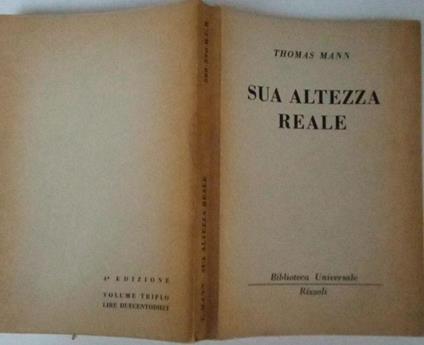 THOMAS MANN
SUA ALTEZZA
REALE
Biblioteca Universale
Rizzoli
T. MANN SUA ALTEZZA REALE
4ª EDIZIONE
VOLUME TRIPLO
LIRE DUECENTODIECI